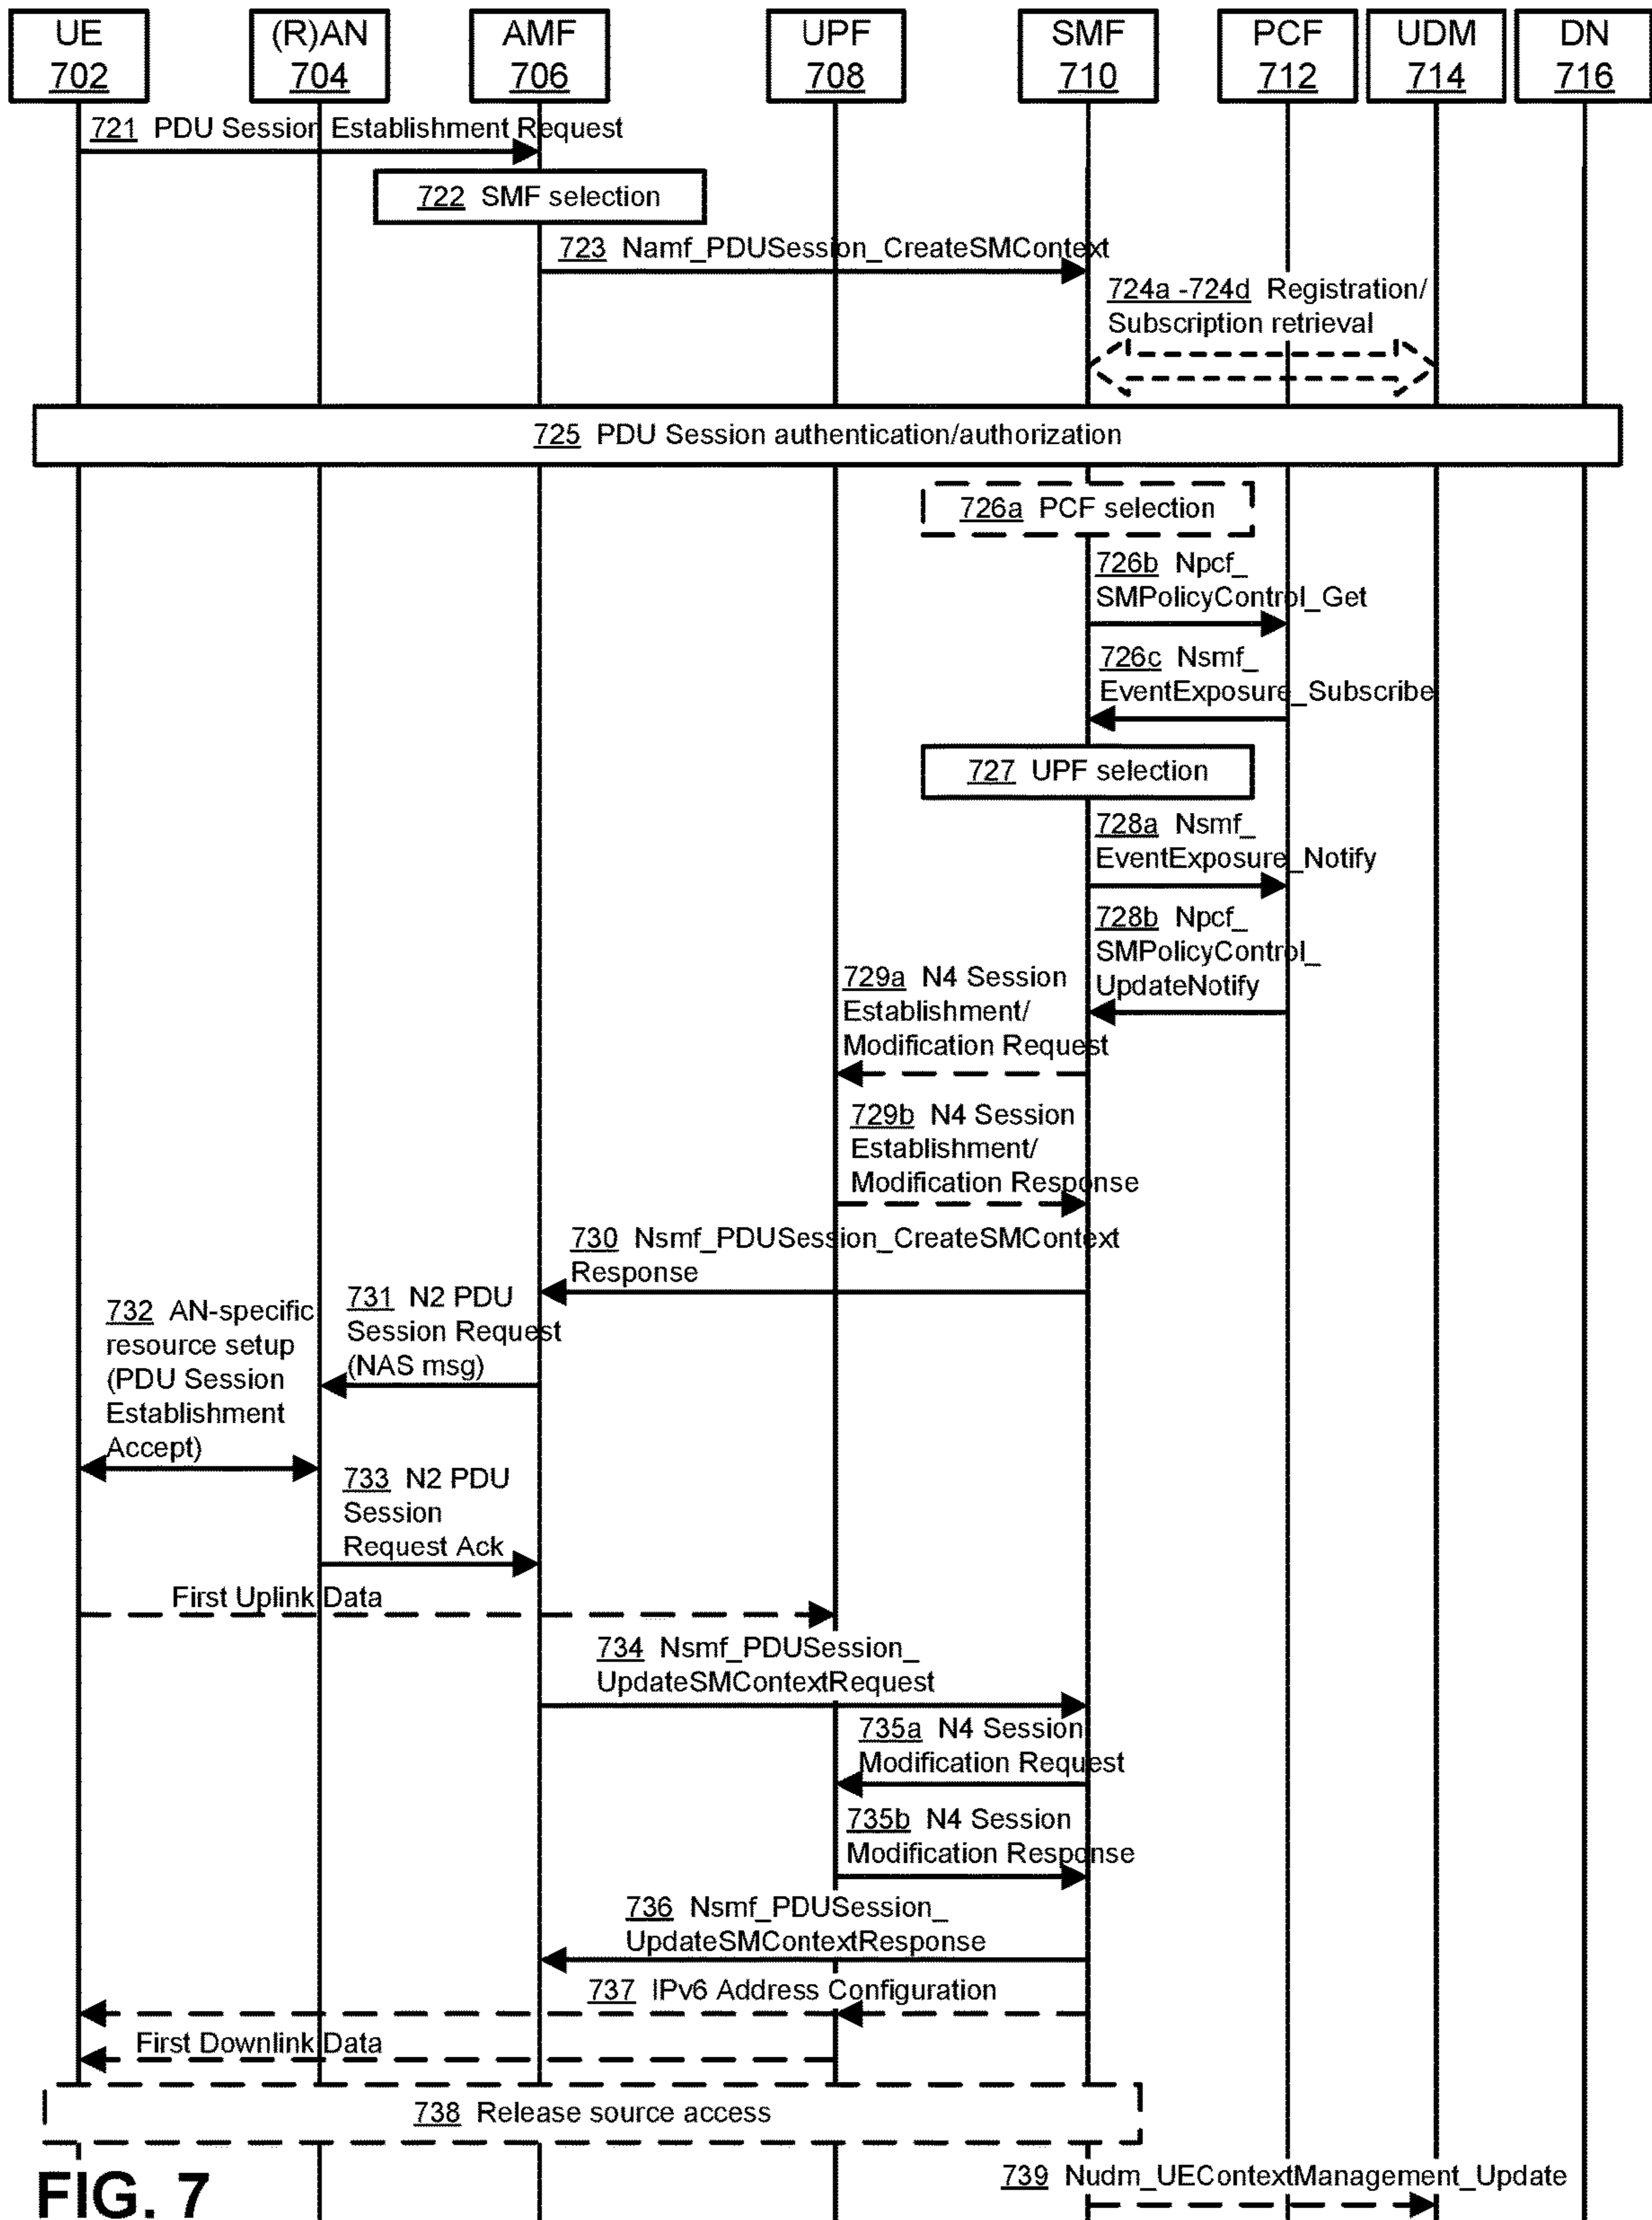 UE
702
(R)AN
704
AMF
706
UPF
708
SMF
710
PCF
712
UDM
714
DN
716
721 PDU Session Establishment Request
722 SMF selection
723 Namf_PDUSession_CreateSMContext
724a -724d Registration/
Subscription retrieval
725 PDU Session authentication/authorization
726a PCF selection
726b Npcf_
SMPolicyControl_Get
726c Nsmf_
EventExposure_Subscribe
727 UPF selection
728a Nsmf_
EventExposure_Notify
728b Npcf_
SMPolicyControl_
UpdateNotify
729a N4 Session
Establishment/
Modification Request
729b N4 Session
Establishment/
Modification Response
730 Nsmf_PDUSession_CreateSMContext
Response
731 N2 PDU
Session Request
(NAS msg)
732 AN-specific
resource setup
(PDU Session
Establishment
Accept)
733 N2 PDU
Session
Request Ack
First Uplink Data
734 Nsmf_PDUSession_
UpdateSMContextRequest
735a N4 Session
Modification Request
735b N4 Session
Modification Response
736 Nsmf_PDUSession_
UpdateSMContextResponse
737 IPv6 Address Configuration
First Downlink Data
738 Release source access
739 Nudm_UEContextManagement_Update
FIG. 7